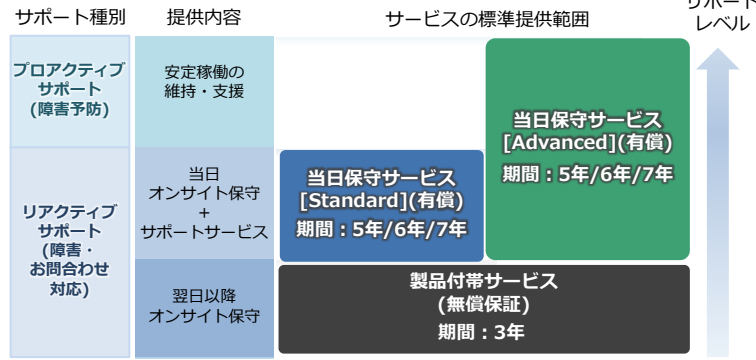 サポート種別
提供内容
サービスの標準提供範囲
サポート
レベル
プロアクティブ
サポート
(障害予防)
安定稼働の
維持・支援
当日保守サービス
[Advanced](有償)
期間：5年/6年/7年
リアクティブ
サポート
(障害・
お問合わせ
対応)
当日
オンサイト保守
+
サポートサービス
当日保守サービス
[Standard](有償)
期間：5年/6年/7年
翌日以降
オンサイト保守
製品付帯サービス
(無償保証)
期間：3年